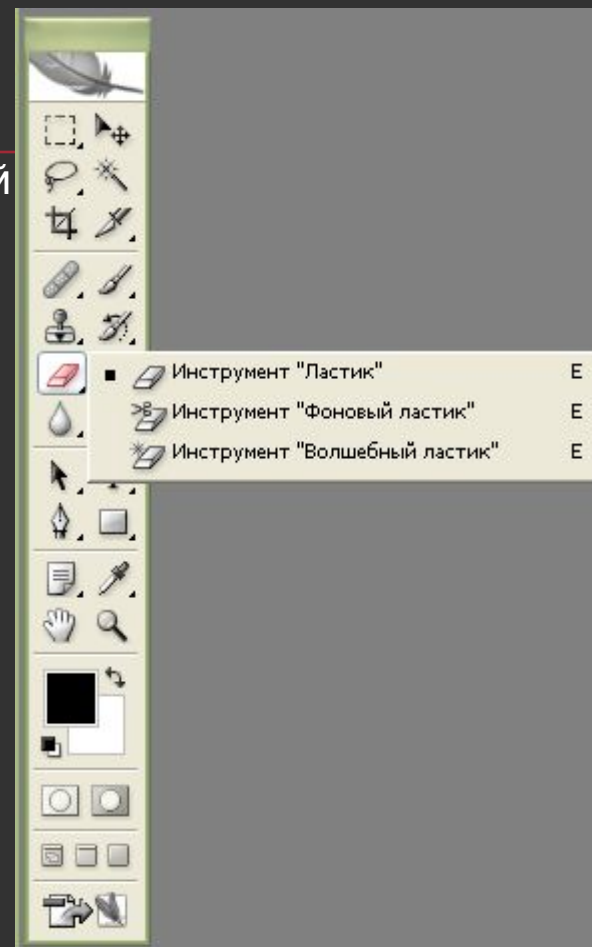 й
Инструмент "Ластик" E
Инструмент "Фоновый ластик" E
Инструмент "Волшебный ластик" E